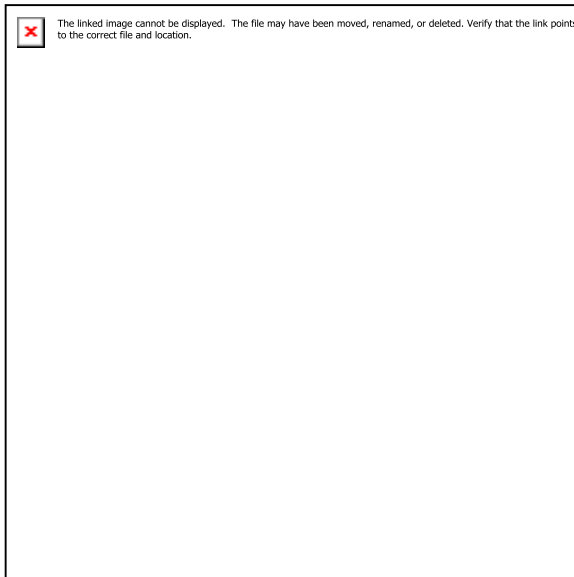 The linked image cannot be displayed.  The file may have been moved, renamed, or deleted. Verify that the link points
to the correct file and location.